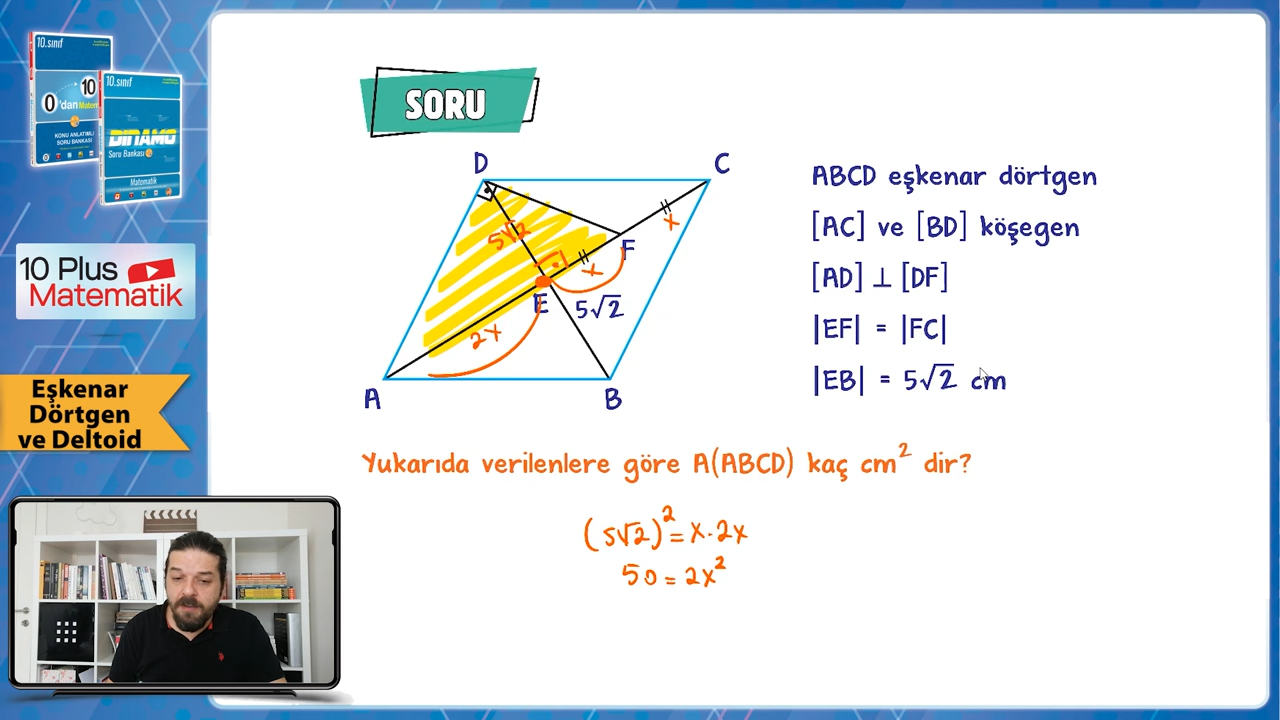 10.sınıf
0'dan 10
Matem
KONU ANLATIMLI
SORU BANKASI
10.sınıf
DİNAMO
Soru Bankası
Matematik
10 Plus
Matematik
Eşkenar
Dörtgen
ve Deltoid
SORU
D
C
5√2
x
F
x
E
5√2
2x
A
B
ABCD eşkenar dörtgen
[AC] ve [BD] köşegen
[AD] ⊥ [DF]
|EF| = |FC|
|EB| = 5√2 cm
Yukarıda verilenlere göre A(ABCD) kaç cm² dir?
(5√2)² = x.2x
50 = 2x²